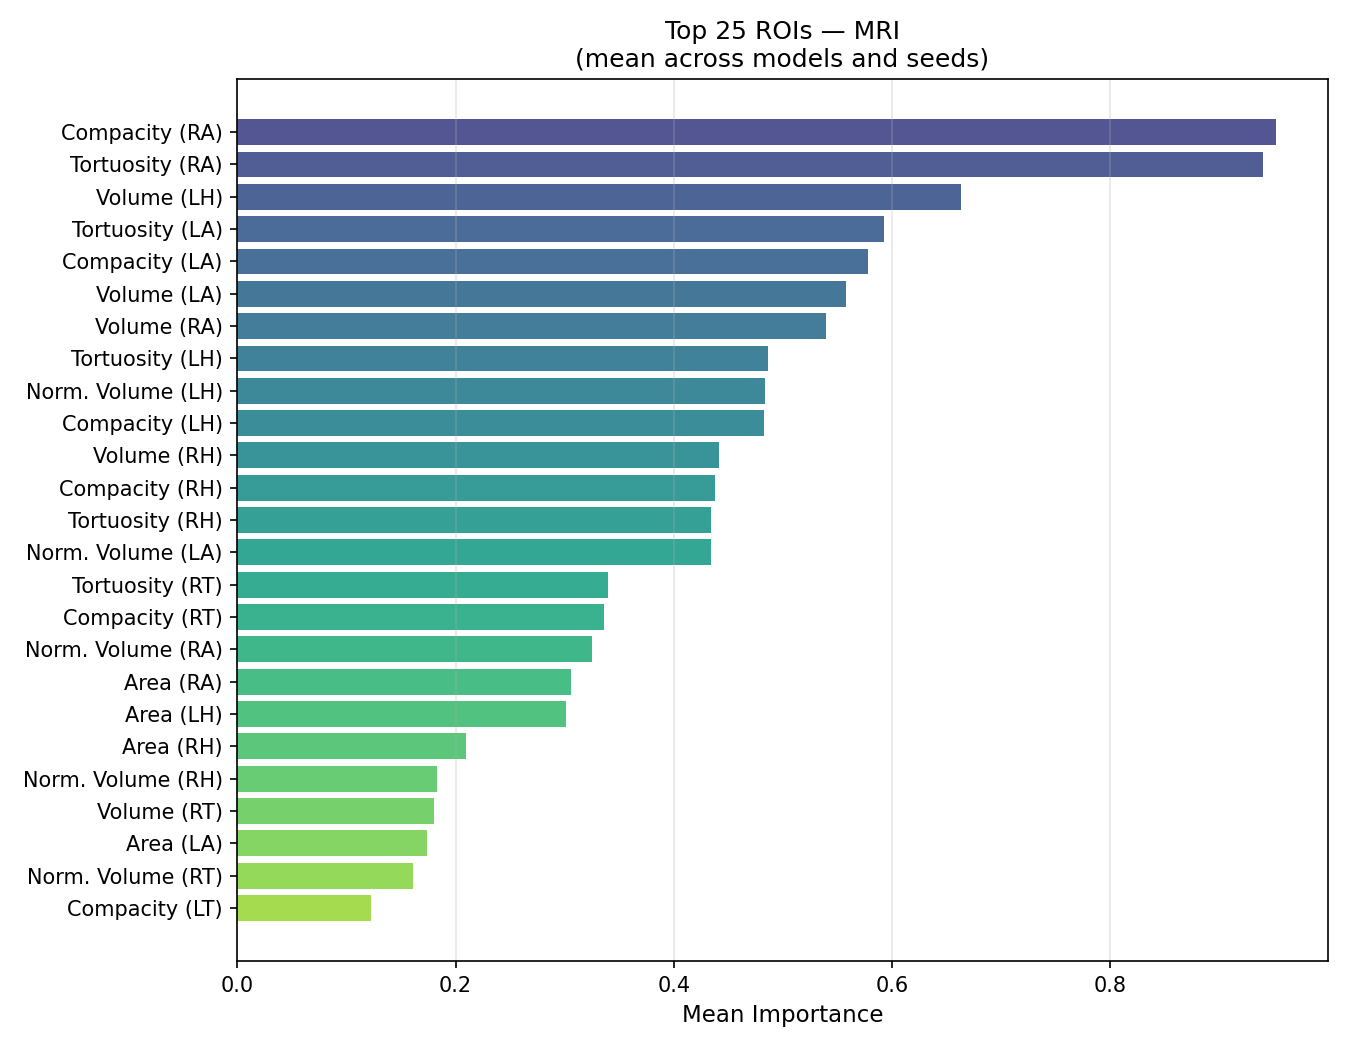 Top 25 ROIs — MRI
(mean across models and seeds)
Compacity (RA)
Tortuosity (RA)
Volume (LH)
Tortuosity (LA)
Compacity (LA)
Volume (LA)
Volume (RA)
Tortuosity (LH)
Norm. Volume (LH)
Compacity (LH)
Volume (RH)
Compacity (RH)
Tortuosity (RH)
Norm. Volume (LA)
Tortuosity (RT)
Compacity (RT)
Norm. Volume (RA)
Area (RA)
Area (LH)
Area (RH)
Norm. Volume (RH)
Volume (RT)
Area (LA)
Norm. Volume (RT)
Compacity (LT)
0.0 0.2 0.4 0.6 0.8
Mean Importance